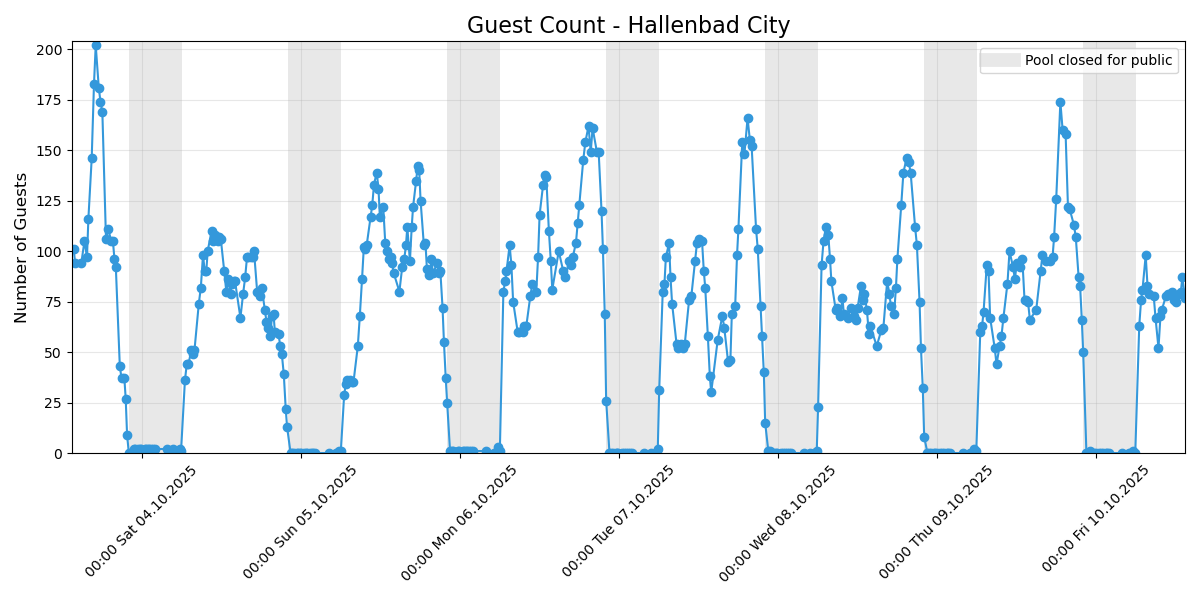 Guest Count - Hallenbad City
Number of Guests
200
175
150
125
100
75
50
25
0
Pool closed for public
00:00 Sat 04.10.2025
00:00 Sun 05.10.2025
00:00 Mon 06.10.2025
00:00 Tue 07.10.2025
00:00 Wed 08.10.2025
00:00 Thu 09.10.2025
00:00 Fri 10.10.2025